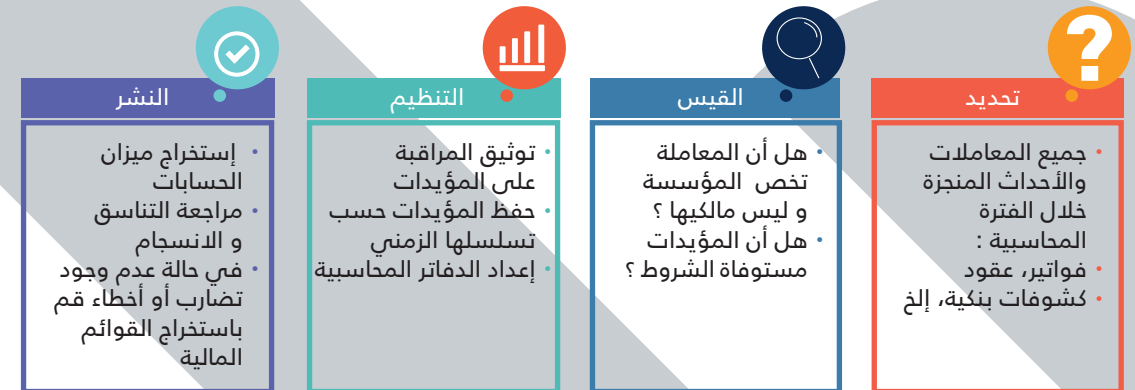 تحديد
• جميع المعاملات
والأحداث المنجزة
خلال الفترة
المحاسبية :
• فواتير، عقود
• كشوفات بنكية، إلخ
القيس
• هل أن المعاملة
تخص المؤسسة
و ليس مالكيها ؟
• هل أن المؤيدات
مستوفاة الشروط ؟
التنظيم
• توثيق المراقبة
على المؤيدات
• حفظ المؤيدات حسب
تسلسلها الزمني
• إعداد الدفاتر المحاسبية
النشر
• إستخراج ميزان
الحسابات
• مراجعة التناسق
و الانسجام
• في حالة عدم وجود
تضارب أو أخطاء قم
باستخراج القوائم
المالية